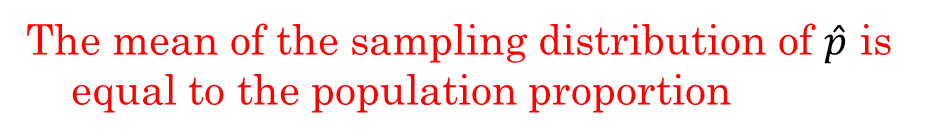 The mean of the sampling distribution of p̂ is
equal to the population proportion